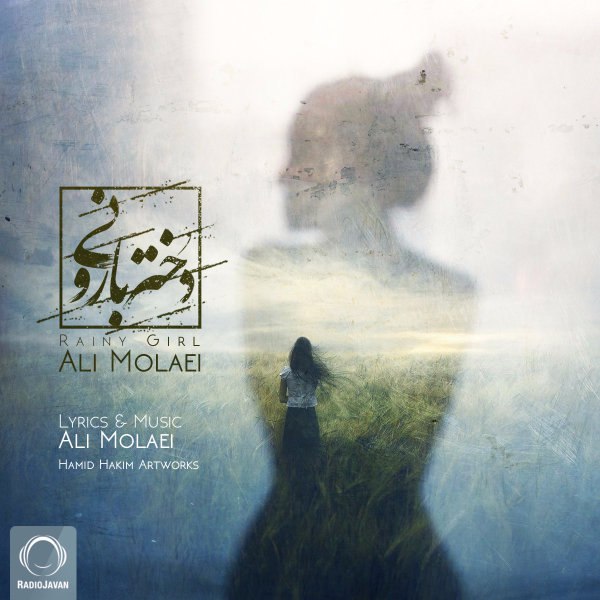 دختر بارونی
Rainy Girl
Ali Molaei
Lyrics & Music
Ali Molaei
Hamid Hakim Artworks
RadioJavan